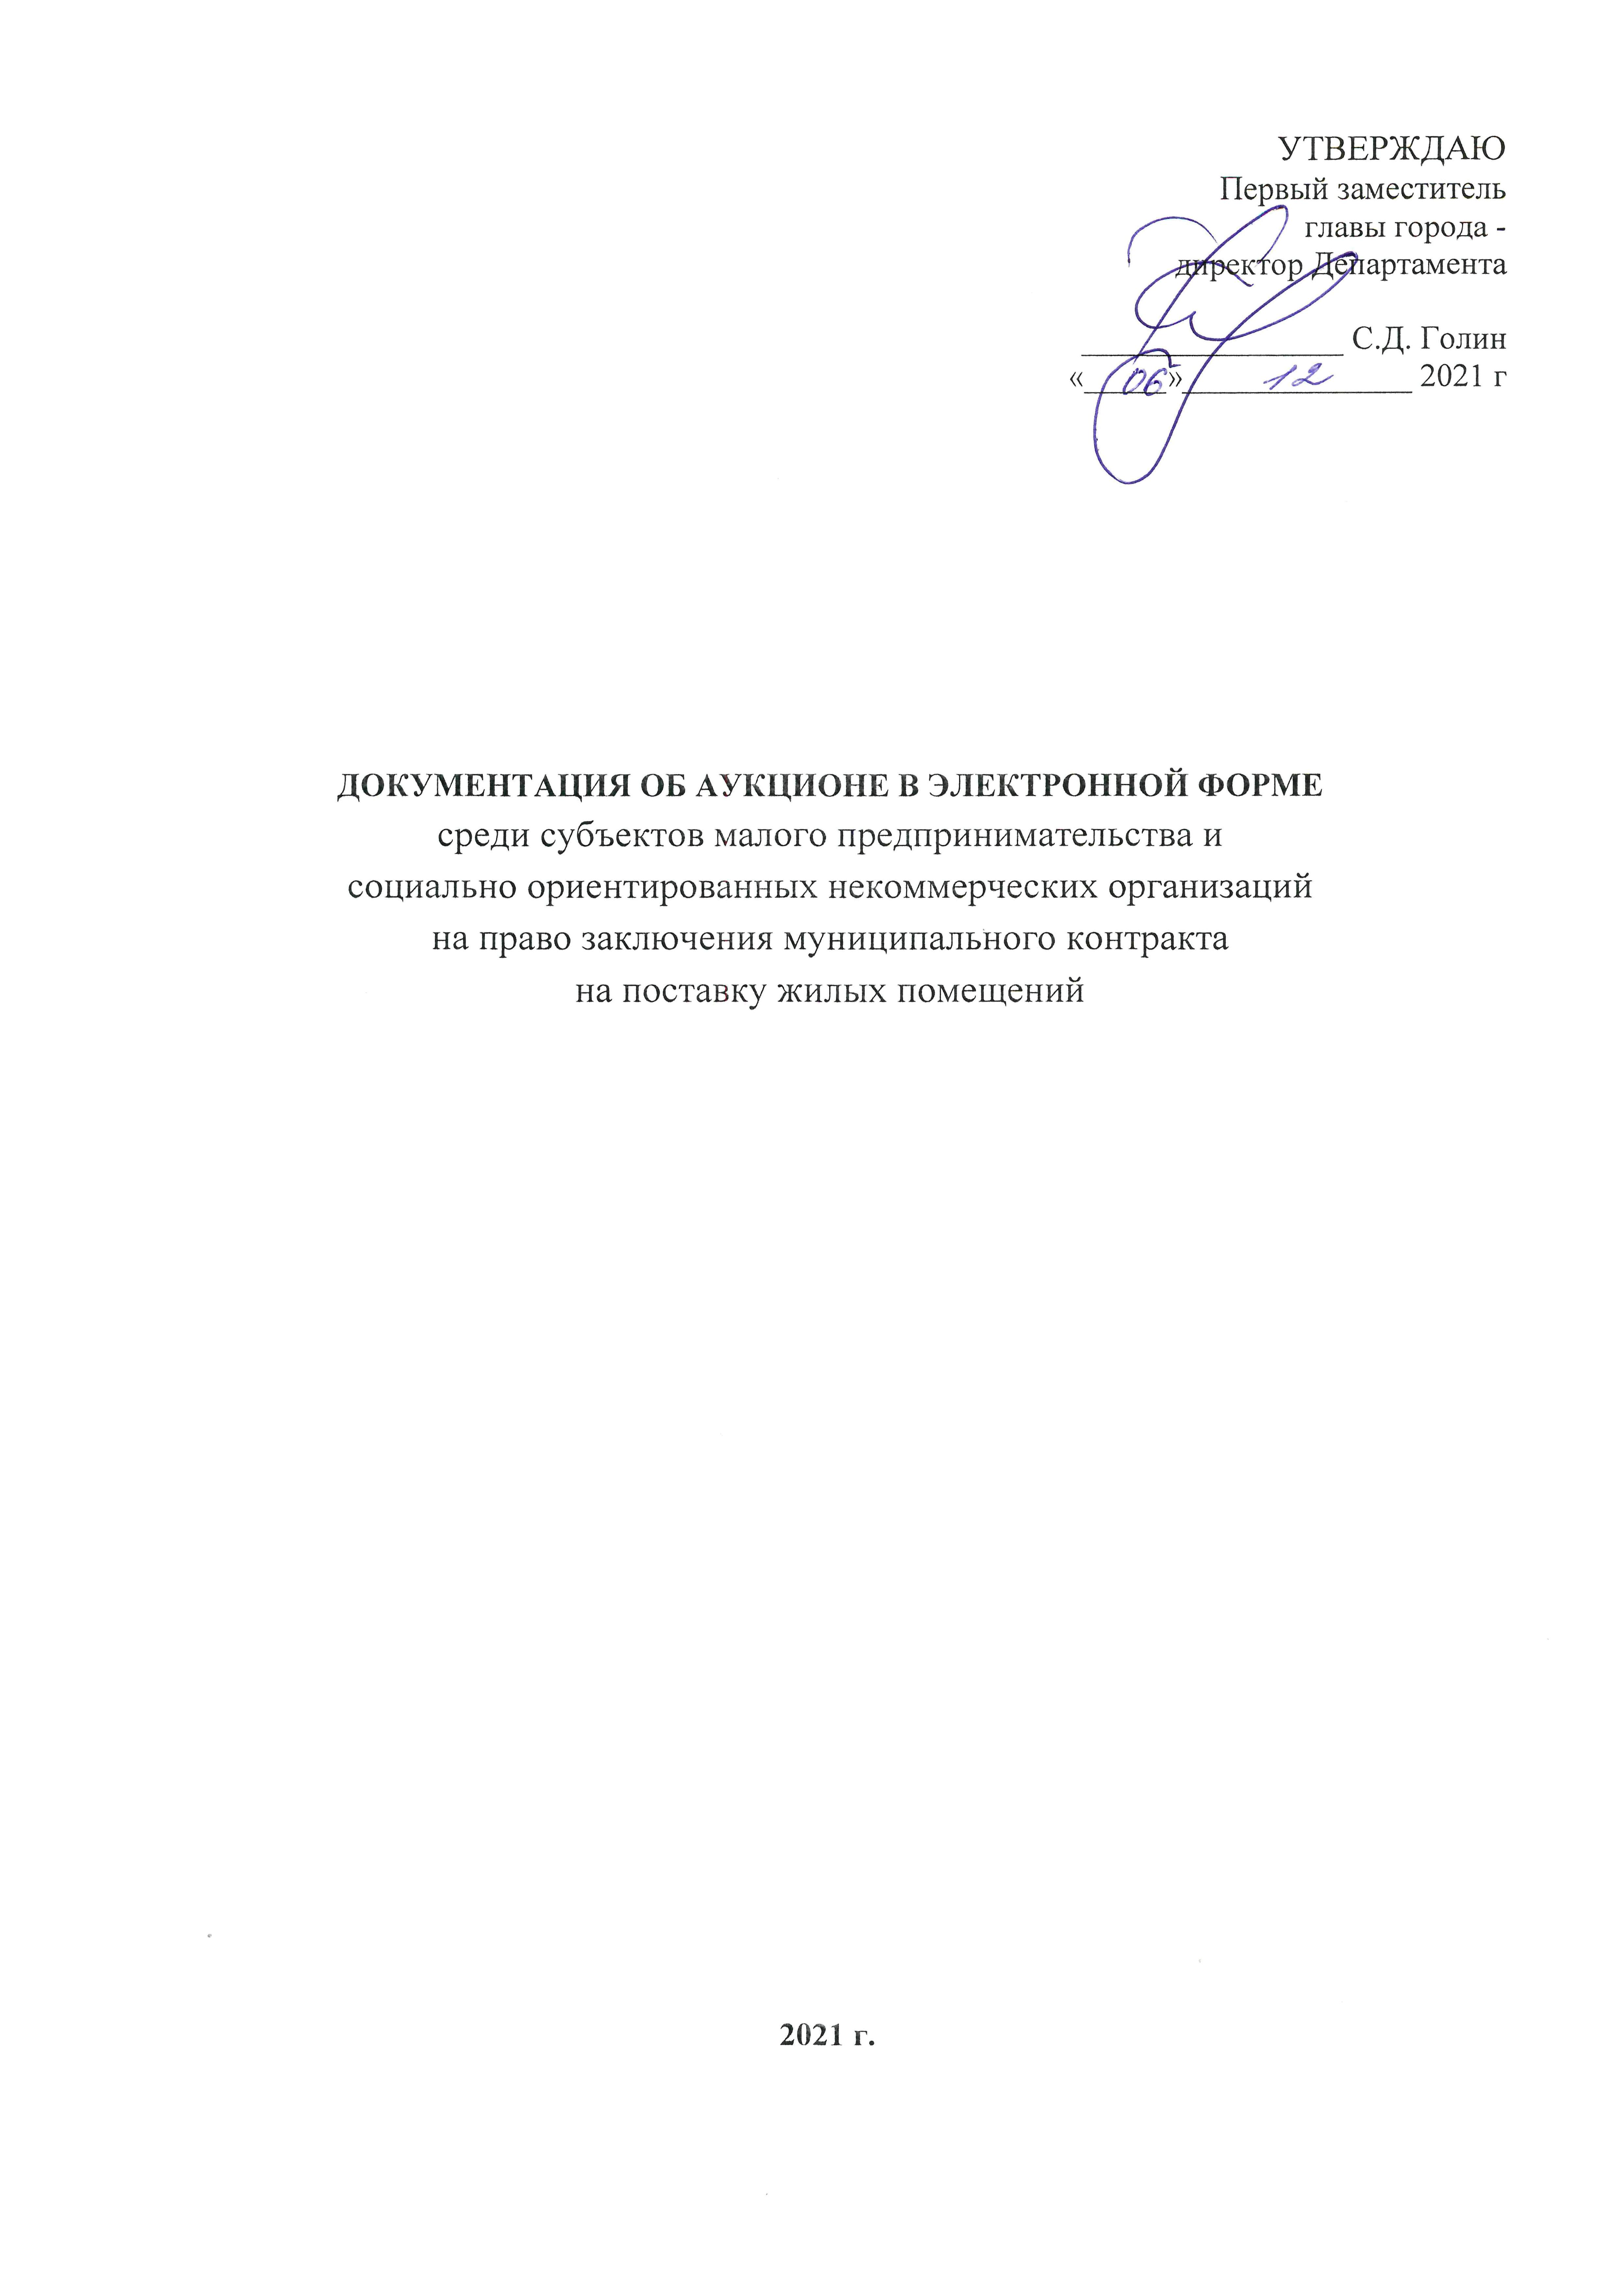 УТВЕРЖДАЮ
Первый заместитель
главы города -
директор Департамента
____________________ С.Д. Голин
«06» 12 2021 г
ДОКУМЕНТАЦИЯ ОБ АУКЦИОНЕ В ЭЛЕКТРОННОЙ ФОРМЕ
среди субъектов малого предпринимательства и
социально ориентированных некоммерческих организаций
на право заключения муниципального контракта
на поставку жилых помещений
2021 г.